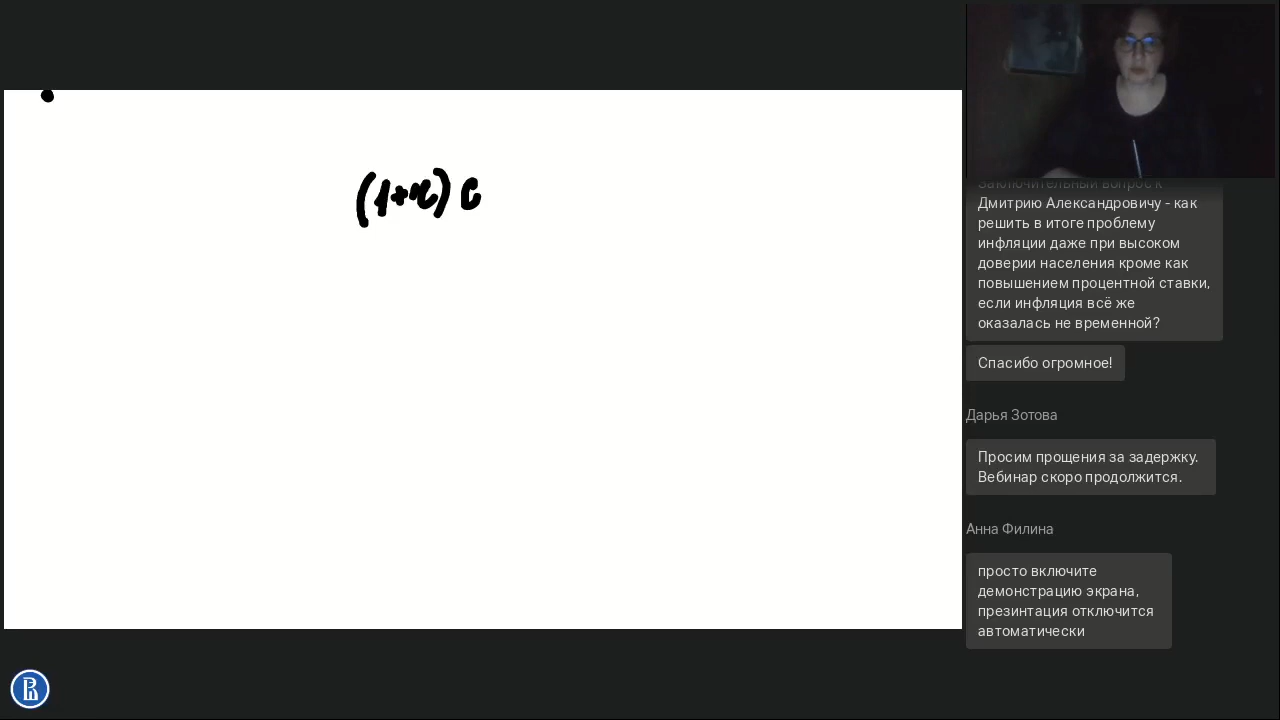 (1+r) C
Заключительный вопрос к
Дмитрию Александровичу - как
решить в итоге проблему
инфляции даже при высоком
доверии населения кроме как
повышением процентной ставки,
если инфляция всё же
оказалась не временной?
Спасибо огромное!
Дарья Зотова
Просим прощения за задержку.
Вебинар скоро продолжится.
Анна Филина
просто включите
демонстрацию экрана,
презинтация отключится
автоматически